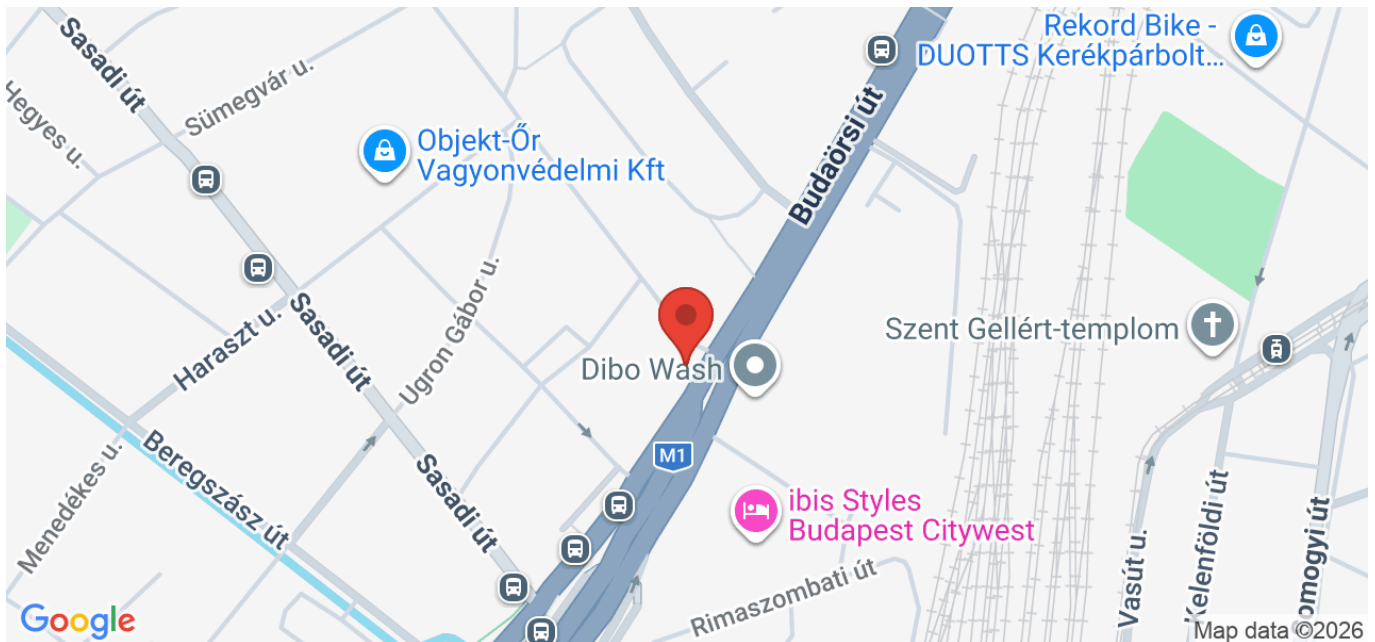 Rekord Bike -
DUOTTS Kerékpárbolt...
Sasadi út
Sümegvár u.
Hegyes u.
Objekt-Őr
Vagyonvédelmi Kft
Budaörsi út
Ugron Gábor u.
Haraszt u.
Sasadi út
Szent Gellért-templom
Dibo Wash
Menedékes u.
Beregszász út
Sasadi út
M1
ibis Styles
Budapest Citywest
Rimaszombati út
Vasút u.
Kelenföldi út
omogyi út
Google
Map data ©2026